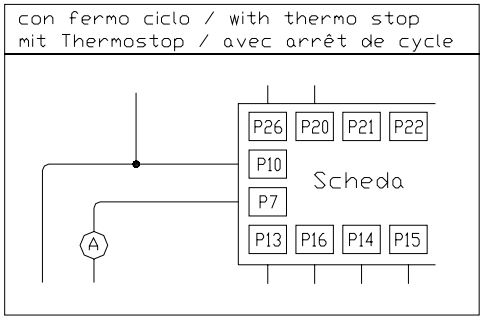 con fermo ciclo / with thermo stop
mit Thermostop / avec arrêt de cycle
P26 P20 P21 P22
P10
Scheda
P7
A
P13 P16 P14 P15